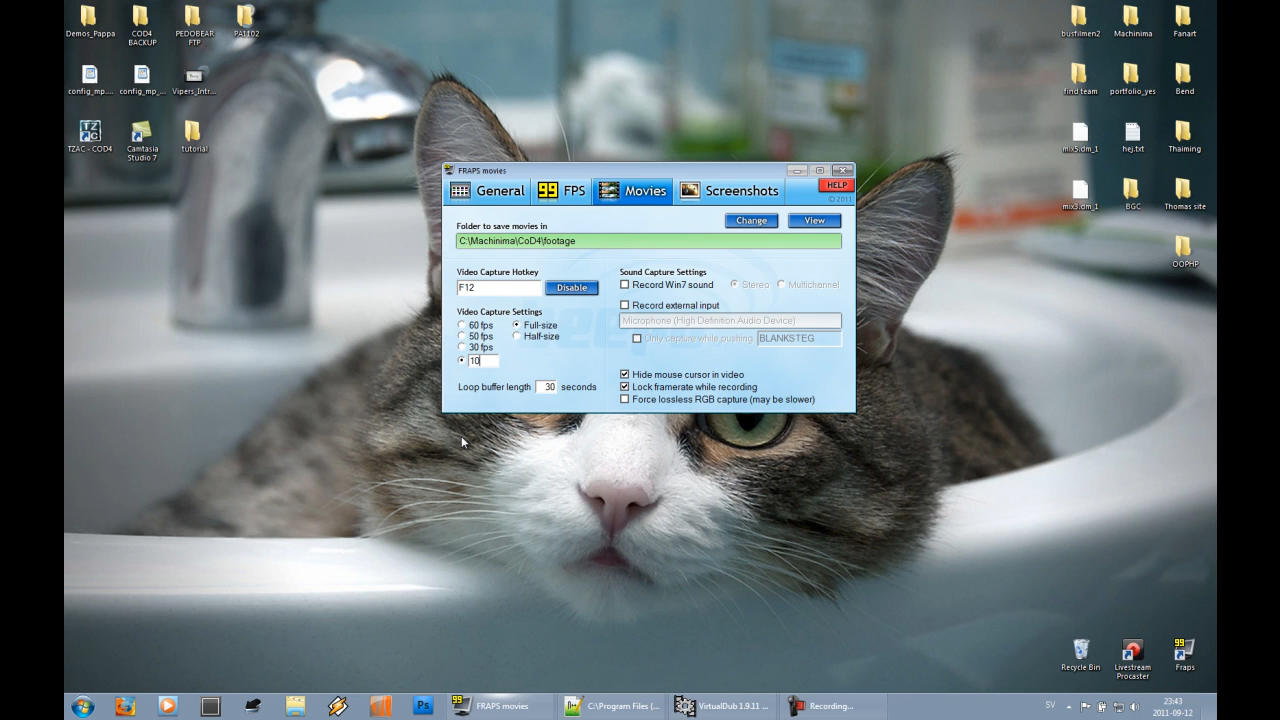 Demos_Pappa
COD4 BACKUP
PEDOBEAR FTP
PA1102
config_mp....
config_mp_...
Vipers_Intr...
TZAC - COD4
Camtasia Studio 7
tutorial
busfilmen2
Machinima
Fanart
find team
portfolio_yes
Bend
mix5.dm_1
hej.txt
Thaiming
mix3.dm_1
BGC
Thomas site
OOPHP
FRAPS movies
General
99 FPS
Movies
Screenshots
HELP
© 2011
Folder to save movies in
Change
View
C:\Machinima\CoD4\footage
Video Capture Hotkey
F12
Disable
Video Capture Settings
60 fps
50 fps
30 fps
10
Full-size
Half-size
Loop buffer length 30 seconds
Sound Capture Settings
Record Win7 sound
Stereo
Multichannel
Record external input
Microphone (High Definition Audio Device)
Only capture while pushing BLANKSTEG
Hide mouse cursor in video
Lock framerate while recording
Force lossless RGB capture (may be slower)
Recycle Bin
Livestream Procaster
99
Fraps
Ps
99
FRAPS movies
C:\Program Files (...
VirtualDub 1.9.11 ...
Recording...
SV
23:43
2011-09-12